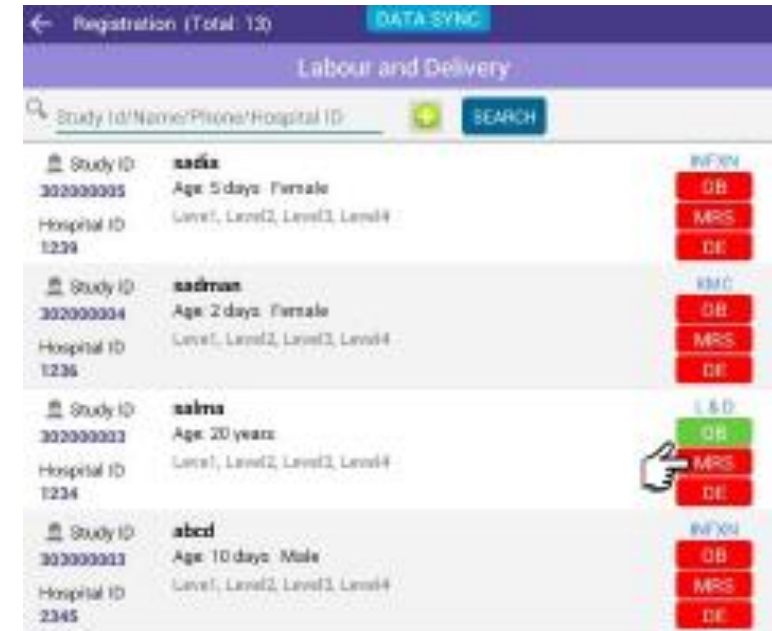 Registration (Total: 13) DATA SYNC
Labour and Delivery
Study Id/Name/Phone/Hospital ID SEARCH
Study ID sadia INFXN
302000005 Age: 5 days Female OB
Hospital ID Level1, Level2, Level3, Level4 MRS
1239 DE
Study ID sadman KMC
302000004 Age: 2 days Female OB
Hospital ID Level1, Level2, Level3, Level4 MRS
1236 DE
Study ID salma L & D
302000003 Age: 20 years OB
Hospital ID Level1, Level2, Level3, Level4 MRS
1234 DE
Study ID abcd INFXN
303000003 Age: 10 days Male OB
Hospital ID Level1, Level2, Level3, Level4 MRS
2345 DE